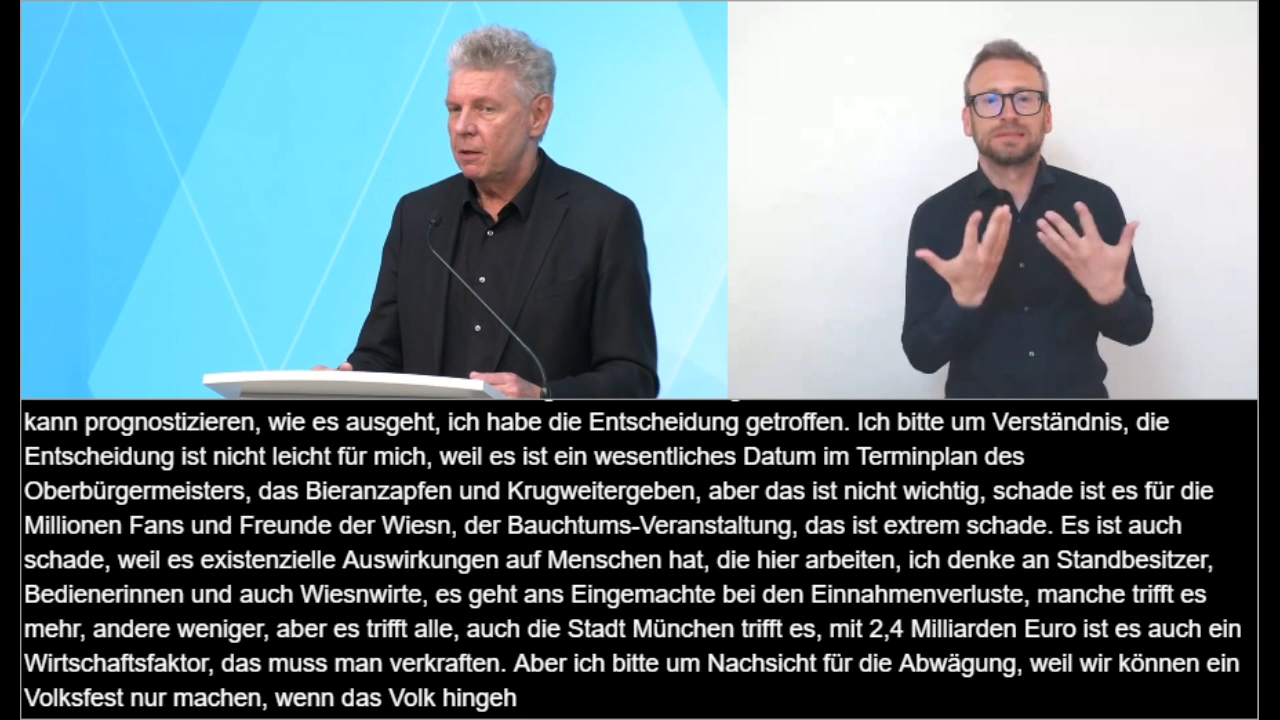 kann prognostizieren, wie es ausgeht, ich habe die Entscheidung getroffen. Ich bitte um Verständnis, die
Entscheidung ist nicht leicht für mich, weil es ist ein wesentliches Datum im Terminplan des
Oberbürgermeisters, das Bieranzapfen und Krugweitergeben, aber das ist nicht wichtig, schade ist es für die
Millionen Fans und Freunde der Wiesn, der Bauchtums-Veranstaltung, das ist extrem schade. Es ist auch
schade, weil es existenzielle Auswirkungen auf Menschen hat, die hier arbeiten, ich denke an Standbesitzer,
Bedienerinnen und auch Wiesnwirte, es geht ans Eingemachte bei den Einnahmenverluste, manche trifft es
mehr, andere weniger, aber es trifft alle, auch die Stadt München trifft es, mit 2,4 Milliarden Euro ist es auch ein
Wirtschaftsfaktor, das muss man verkraften. Aber ich bitte um Nachsicht für die Abwägung, weil wir können ein
Volksfest nur machen, wenn das Volk hingeh